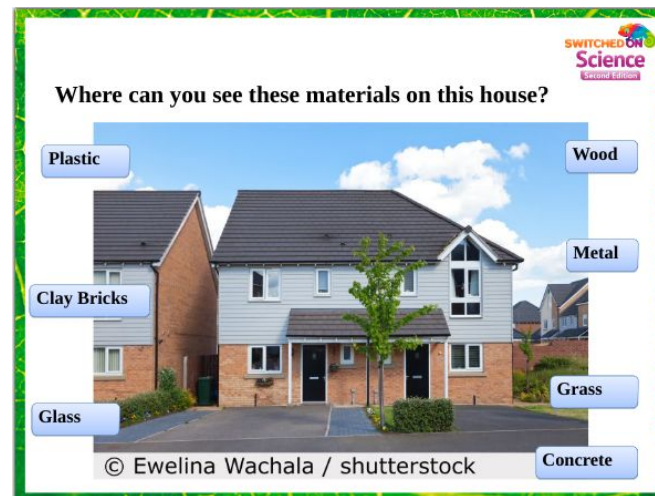 SWITCHED ON
Science
Second Edition
Where can you see these materials on this house?
Plastic
Wood
Metal
Clay Bricks
Grass
Glass
Concrete
© Ewelina Wachala / shutterstock